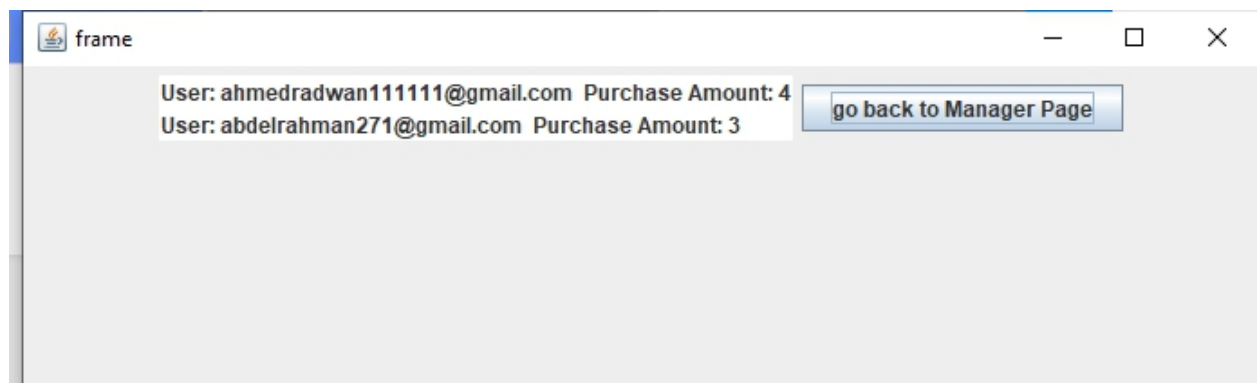 frame
User: ahmedradwan111111@gmail.com Purchase Amount: 4
User: abdelrahman271@gmail.com Purchase Amount: 3
go back to Manager Page